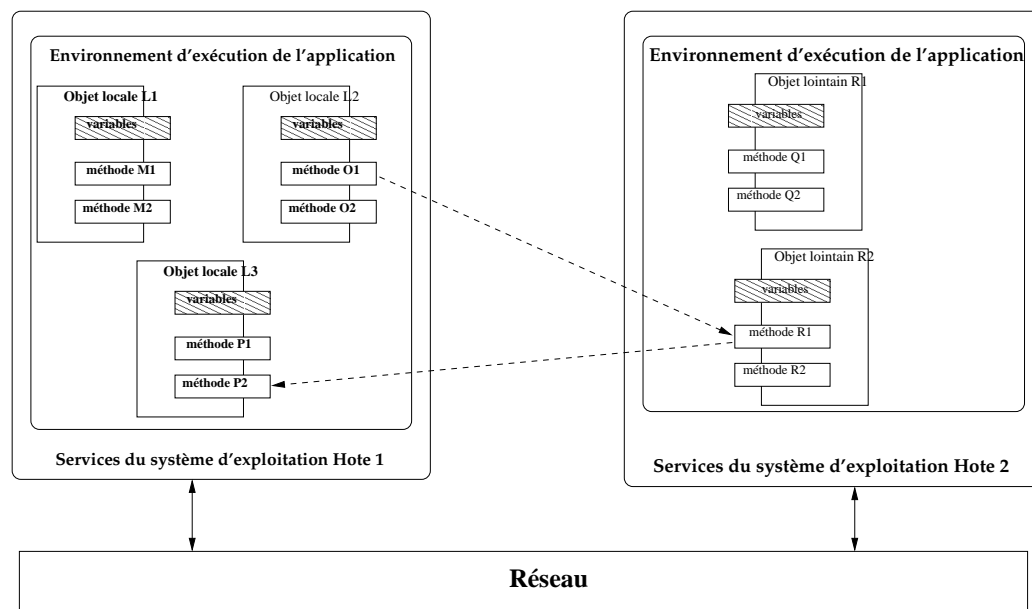 Environnement d'exécution de l'application
Objet locale L1
variables
méthode M1
méthode M2
Objet locale L2
variables
méthode O1
méthode O2
Objet locale L3
variables
méthode P1
méthode P2
Services du système d'exploitation Hote 1
Environnement d'exécution de l'application
Objet lointain R1
variables
méthode Q1
méthode Q2
Objet lointain R2
variables
méthode R1
méthode R2
Services du système d'exploitation Hote 2
Réseau